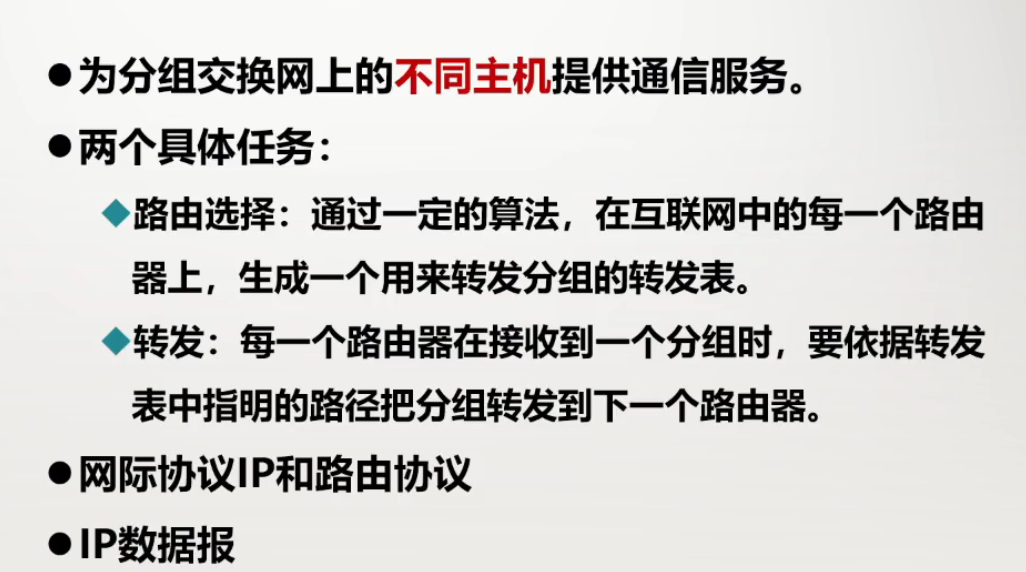 ●为分组交换网上的不同主机提供通信服务。
●两个具体任务：
◆路由选择：通过一定的算法，在互联网中的每一个路由
器上，生成一个用来转发分组的转发表。
◆转发：每一个路由器在接收到一个分组时，要依据转发
表中指明的路径把分组转发到下一个路由器。
●网际协议IP和路由协议
●IP数据报